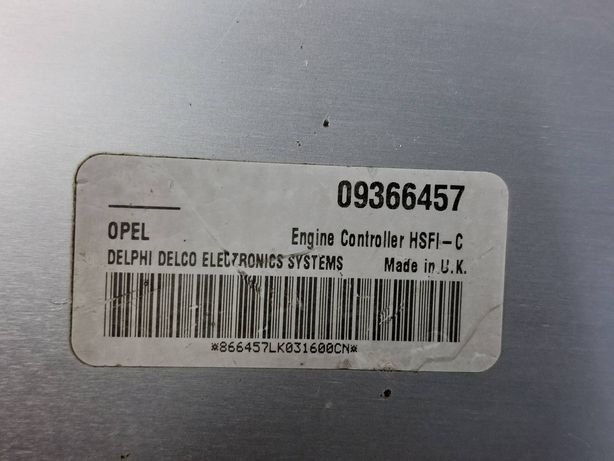 09366457
OPEL Engine Controller HSFI-C
DELPHI DELCO ELECTRONICS SYSTEMS Made in U.K.
*866457LK031600CN*